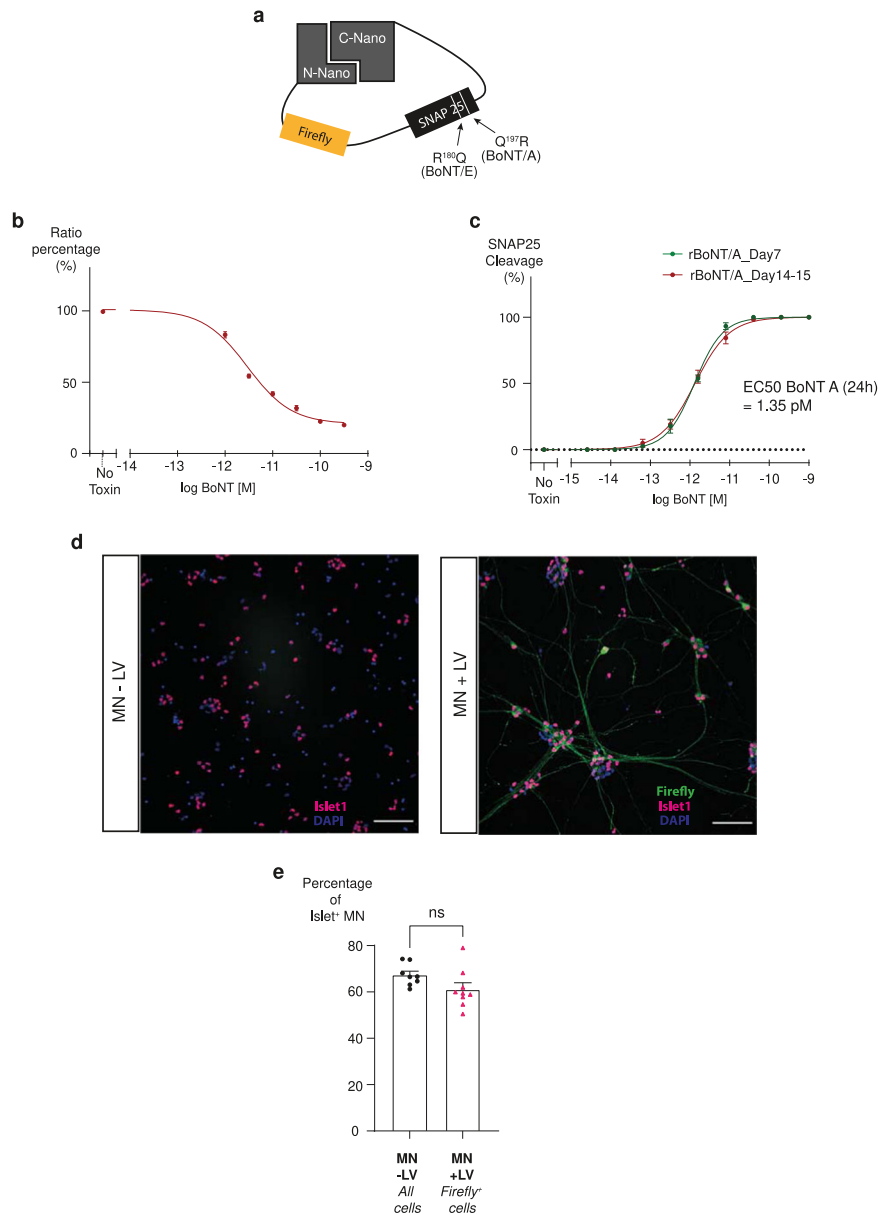 a
C-Nano
N-Nano
Firefly
SNAP 25
R¹⁸⁰Q
(BoNT/E)
Q¹⁹⁷R
(BoNT/A)
b
Ratio
percentage
(%)
100
50
0
No
Toxin
-14
-13
-12
-11
-10
-9
log BoNT [M]
c
SNAP25
Cleavage
(%)
rBoNT/A_Day7
rBoNT/A_Day14-15
100
50
0
EC50 BoNT A (24h)
= 1.35 pM
No
Toxin
-15
-14
-13
-12
-11
-10
-9
log BoNT [M]
d
MN - LV
Islet1
DAPI
MN + LV
Firefly
Islet1
DAPI
e
Percentage
of
Islet⁺ MN
ns
80
60
40
20
0
MN
-LV
All
cells
MN
+LV
Firefly⁺
cells